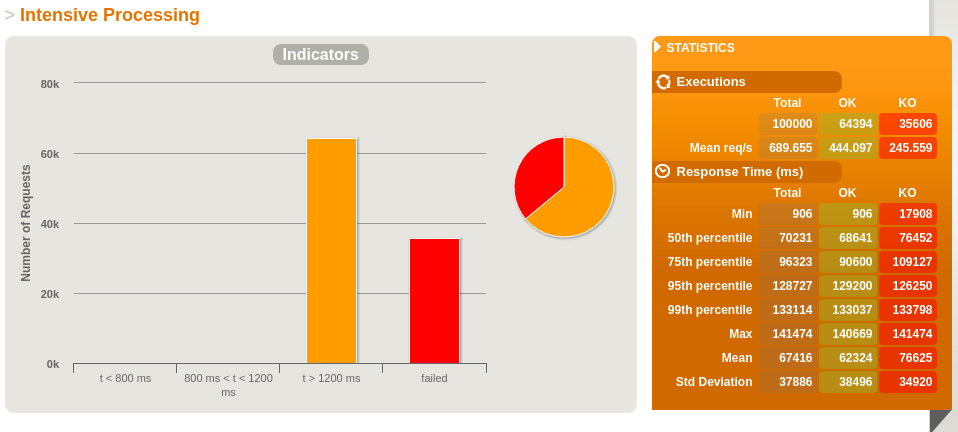 > Intensive Processing
Indicators
Number of Requests
80k
60k
40k
20k
0k
t < 800 ms
800 ms < t < 1200
ms
t > 1200 ms
failed
STATISTICS
Executions
Total OK KO
100000 64394 35606
Mean req/s 689.655 444.097 245.559
Response Time (ms)
Total OK KO
Min 906 906 17908
50th percentile 70231 68641 76452
75th percentile 96323 90600 109127
95th percentile 128727 129200 126250
99th percentile 133114 133037 133798
Max 141474 140669 141474
Mean 67416 62324 76625
Std Deviation 37886 38496 34920